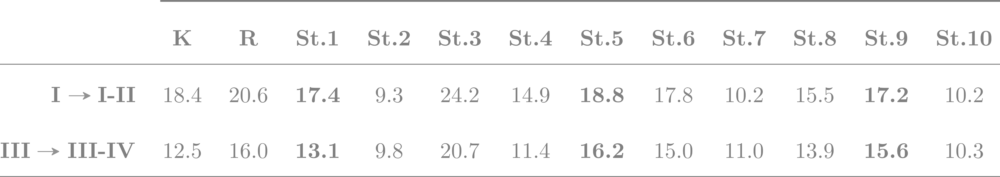 K R St.1 St.2 St.3 St.4 St.5 St.6 St.7 St.8 St.9 St.10
I → I-II 18.4 20.6 17.4 9.3 24.2 14.9 18.8 17.8 10.2 15.5 17.2 10.2
III → III-IV 12.5 16.0 13.1 9.8 20.7 11.4 16.2 15.0 11.0 13.9 15.6 10.3